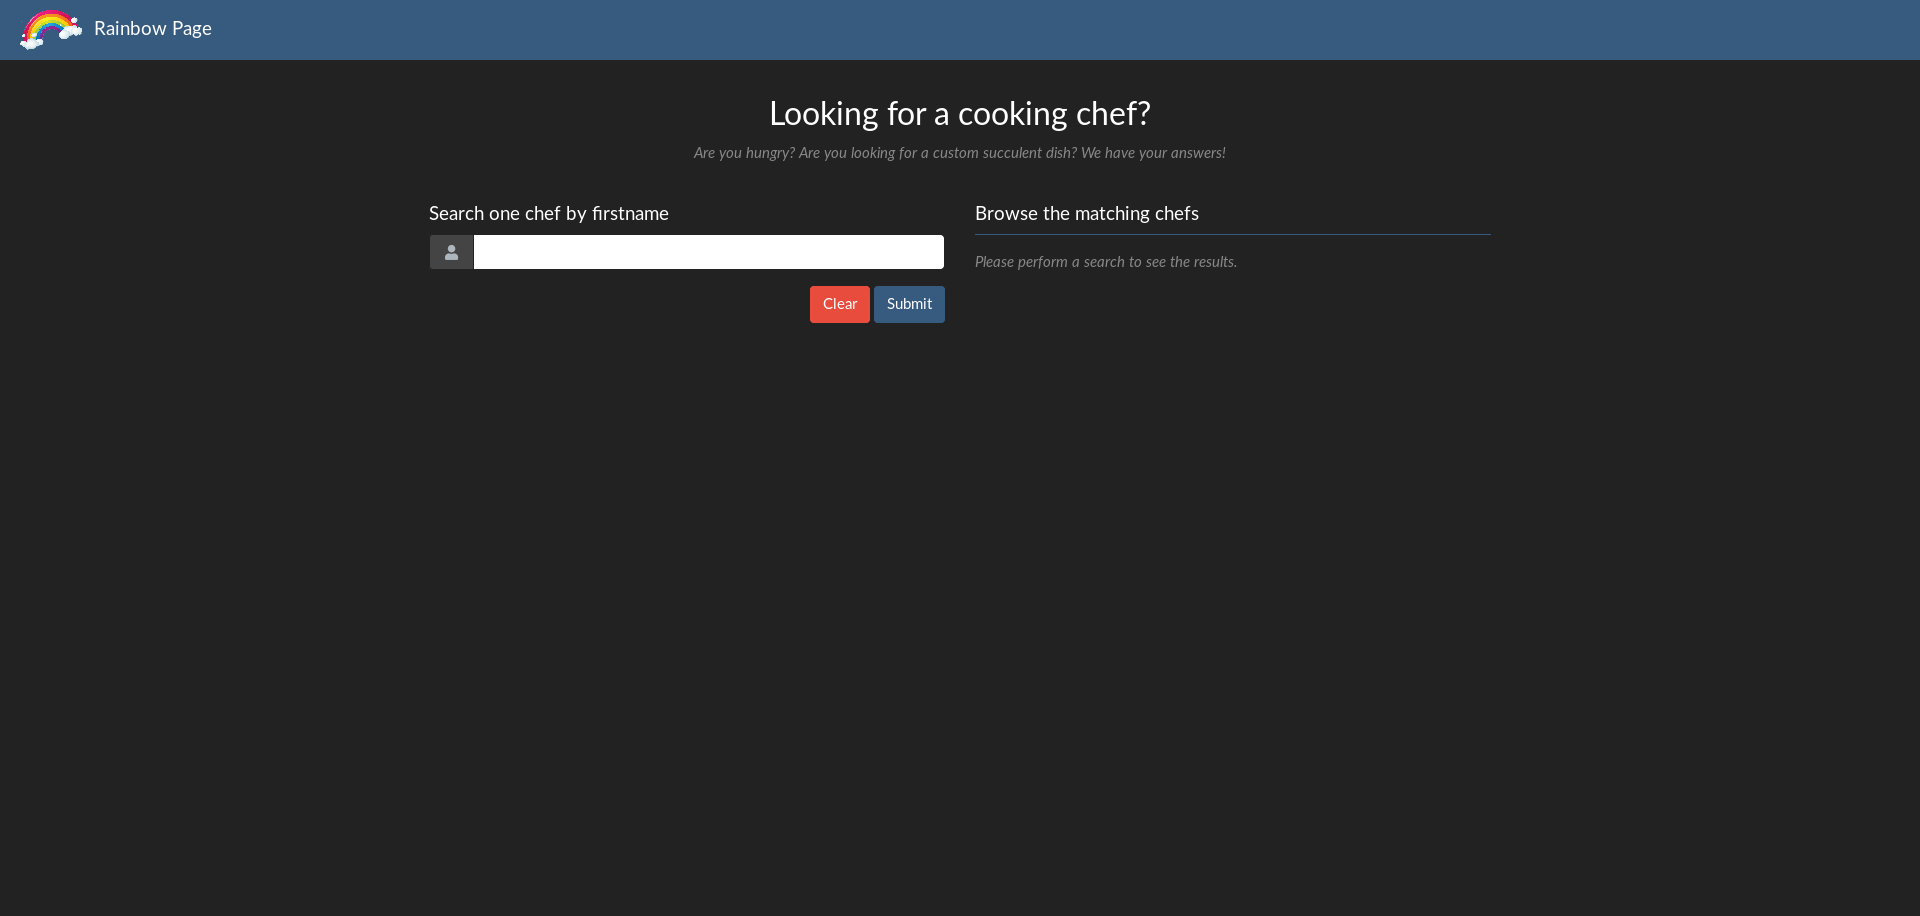 Rainbow Page
Looking for a cooking chef?
Are you hungry? Are you looking for a custom succulent dish? We have your answers!
Search one chef by firstname
Clear
Submit
Browse the matching chefs
Please perform a search to see the results.